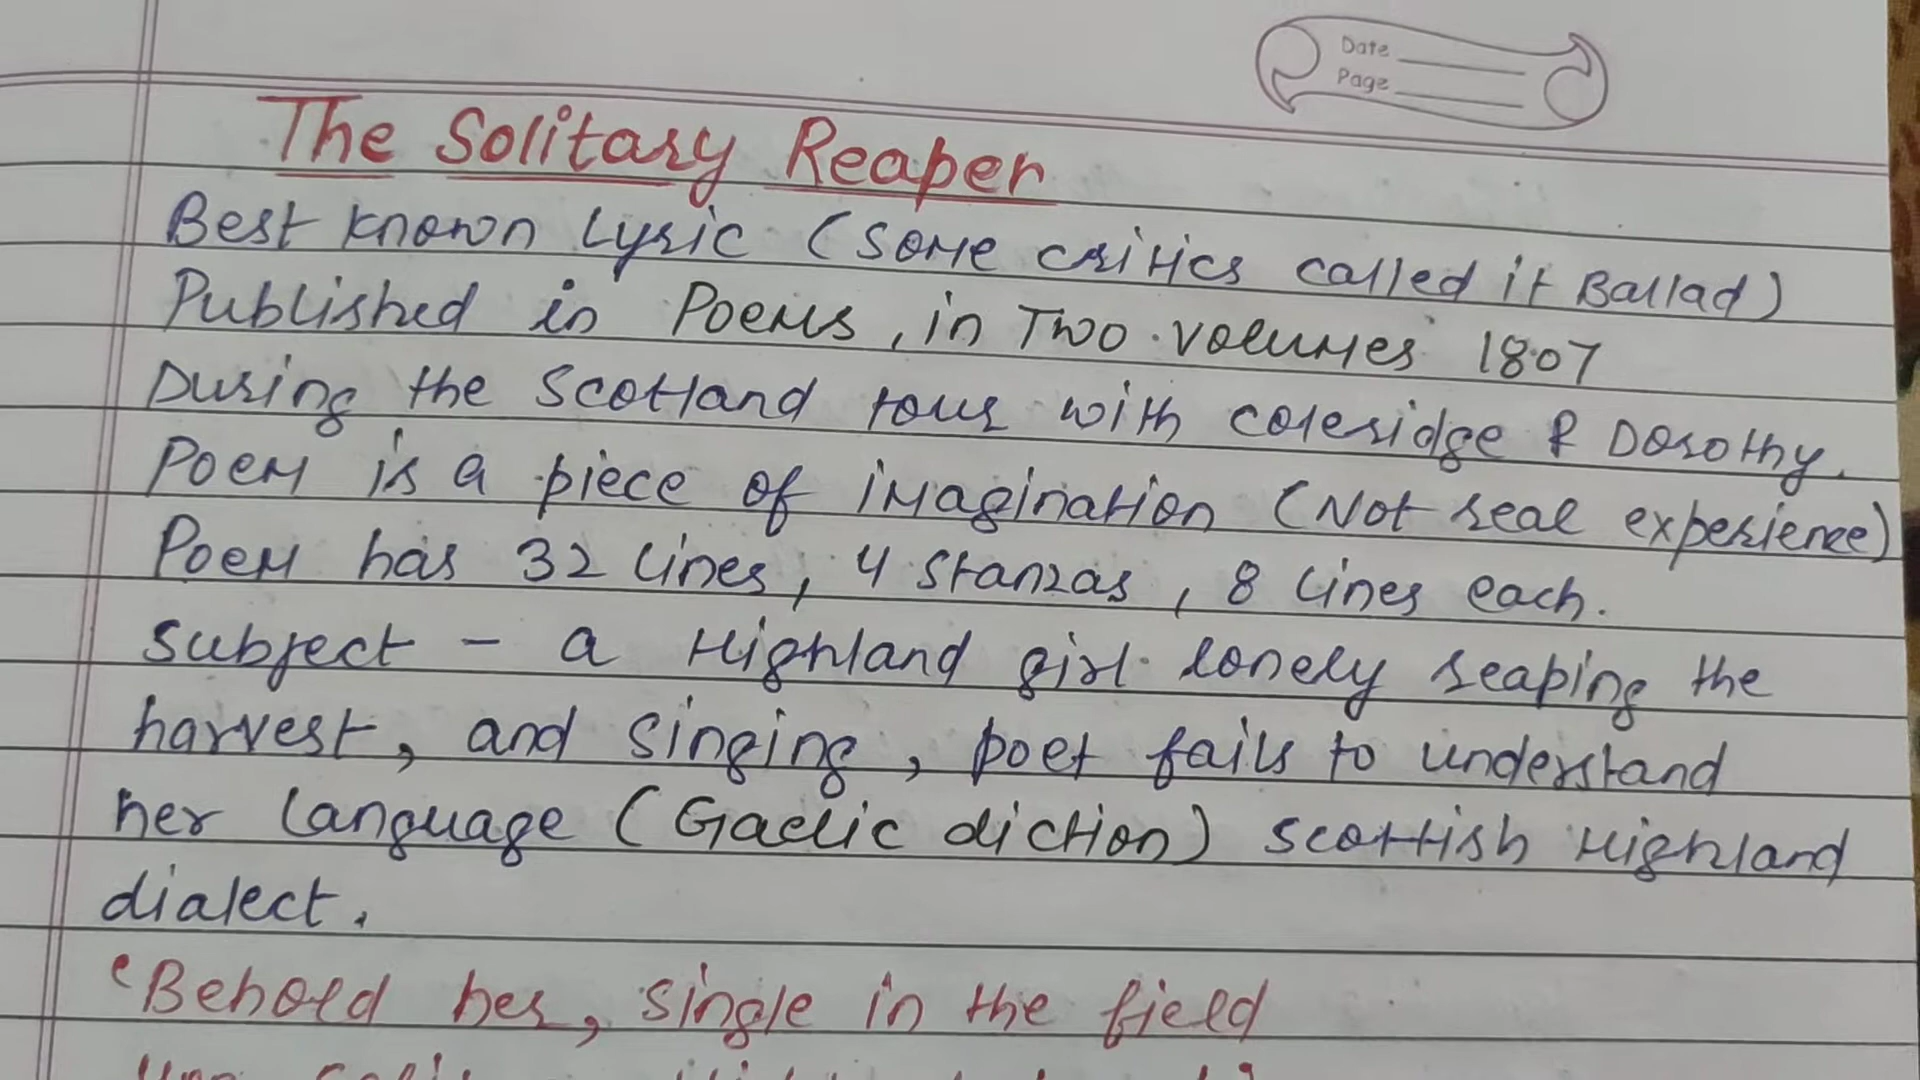 Date
Page
The Solitary Reaper
Best known Lyric (some critics called it Ballad)
Published in Poems, in Two volumes 1807
During the Scotland tour with coleridge & Dorothy.
Poem is a piece of imagination (Not real experience)
Poem has 32 lines, 4 stanzas, 8 lines each.
subject - a Highland girl lonely reaping the
harvest, and singing, poet fails to understand
her language (Gaelic diction) scottish Highland
dialect.
'Behold her, single in the field